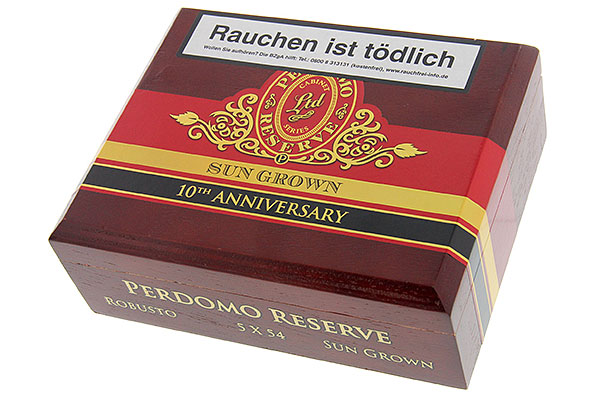 Rauchen ist tödlich
Wollen Sie aufhören? Die BZgA hilft: Tel.: 0800 8 313131 (kostenfrei), www.rauchfrei-info.de
PERDOMO
CABINET
Ltd
SERIES
RESERVE
P
SUN GROWN
10TH ANNIVERSARY
PERDOMO RESERVE
ROBUSTO 5 X 54 SUN GROWN